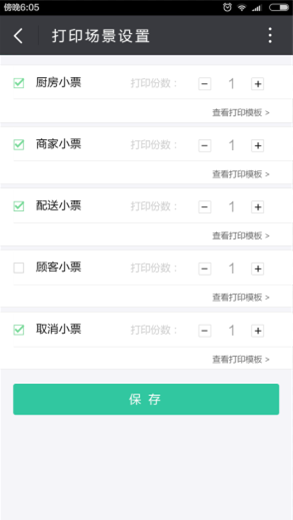 傍晚6:05
打印场景设置
厨房小票 打印份数： 1
查看打印模板 >
商家小票 打印份数： 1
查看打印模板 >
配送小票 打印份数： 1
查看打印模板 >
顾客小票 打印份数： 1
查看打印模板 >
取消小票 打印份数： 1
查看打印模板 >
保存